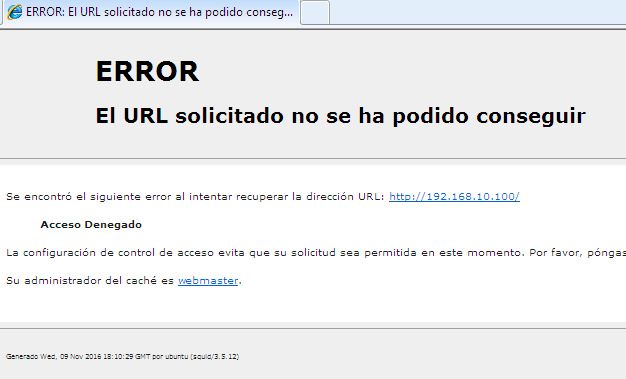 ERROR: El URL solicitado no se ha podido conseg...
ERROR
El URL solicitado no se ha podido conseguir
Se encontró el siguiente error al intentar recuperar la dirección URL: http://192.168.10.100/
Acceso Denegado
La configuración de control de acceso evita que su solicitud sea permitida en este momento. Por favor, póngas
Su administrador del caché es webmaster.
Generado Wed, 09 Nov 2016 18:10:29 GMT por ubuntu (squid/3.5.12)